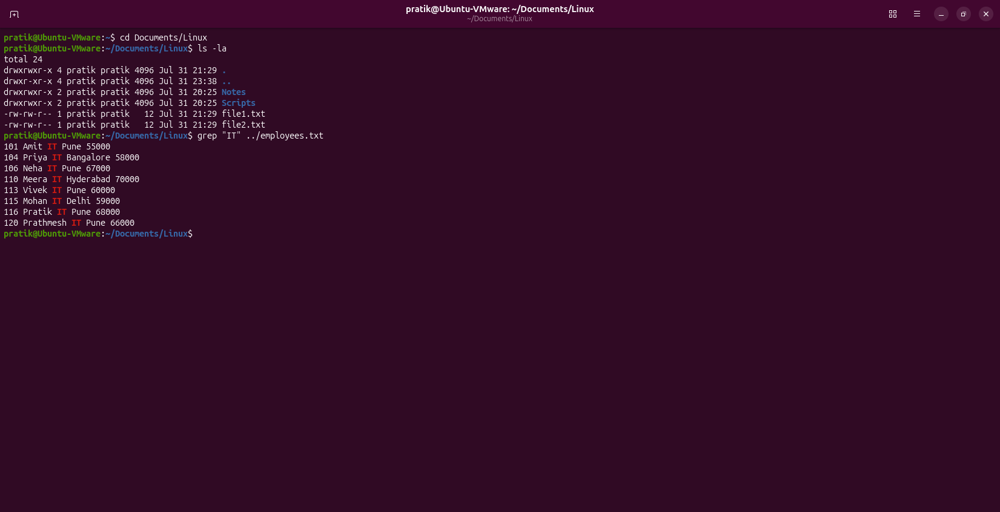 pratik@Ubuntu-VMware: ~/Documents/Linux
~/Documents/Linux
pratik@Ubuntu-VMware:~$ cd Documents/Linux
pratik@Ubuntu-VMware:~/Documents/Linux$ ls -la
total 24
drwxrwxr-x 4 pratik pratik 4096 Jul 31 21:29 .
drwxr-xr-x 4 pratik pratik 4096 Jul 31 23:38 ..
drwxrwxr-x 2 pratik pratik 4096 Jul 31 20:25 Notes
drwxrwxr-x 2 pratik pratik 4096 Jul 31 20:25 Scripts
-rw-rw-r-- 1 pratik pratik   12 Jul 31 21:29 file1.txt
-rw-rw-r-- 1 pratik pratik   12 Jul 31 21:29 file2.txt
pratik@Ubuntu-VMware:~/Documents/Linux$ grep "IT" ../employees.txt
101 Amit IT Pune 55000
104 Priya IT Bangalore 58000
106 Neha IT Pune 67000
110 Meera IT Hyderabad 70000
113 Vivek IT Pune 60000
115 Mohan IT Delhi 59000
116 Pratik IT Pune 68000
120 Prathmesh IT Pune 66000
pratik@Ubuntu-VMware:~/Documents/Linux$